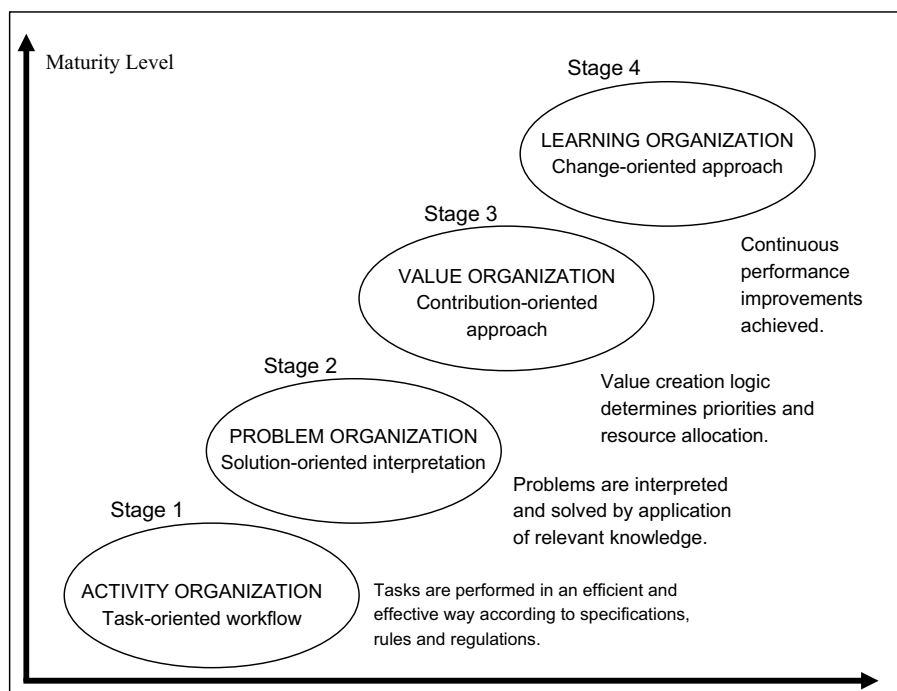 Maturity Level
Stage 4
LEARNING ORGANIZATION
Change-oriented approach
Continuous
performance
improvements
achieved.
Stage 3
VALUE ORGANIZATION
Contribution-oriented
approach
Value creation logic
determines priorities and
resource allocation.
Stage 2
PROBLEM ORGANIZATION
Solution-oriented interpretation
Problems are interpreted
and solved by application
of relevant knowledge.
Stage 1
ACTIVITY ORGANIZATION
Task-oriented workflow
Tasks are performed in an efficient and
effective way according to specifications,
rules and regulations.